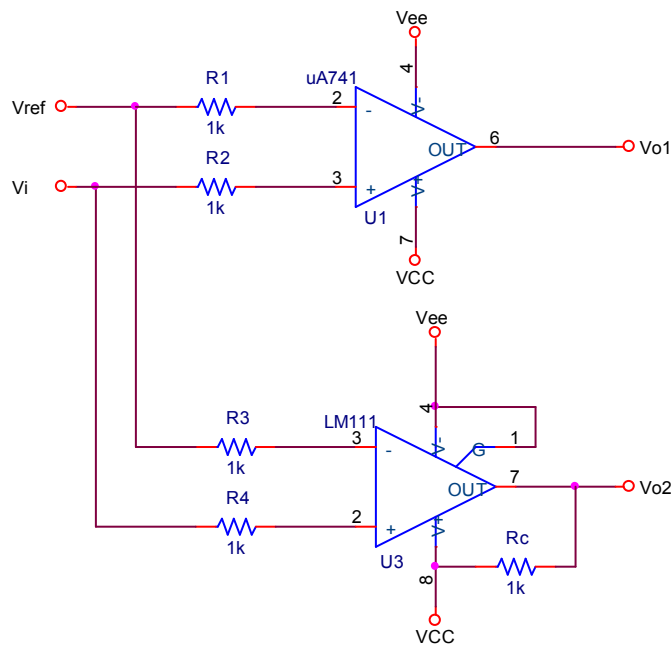 Vee
4
R1
uA741
V-
Vref
2
-
1k
OUT
6
Vo1
R2
Vi
3
+
1k
V+
U1
7
VCC
Vee
4
R3
LM111
V-
G
1
3
-
1k
OUT
7
Vo2
R4
2
+
1k
V+
U3
8
Rc
1k
VCC